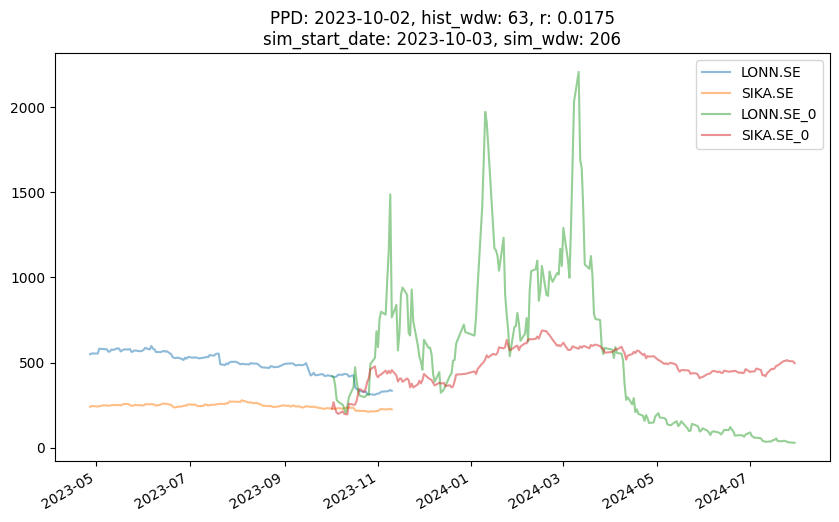 PPD: 2023-10-02, hist_wdw: 63, r: 0.0175
sim_start_date: 2023-10-03, sim_wdw: 206
LONN.SE
SIKA.SE
LONN.SE_0
SIKA.SE_0
2000
1500
1000
500
0
2023-05
2023-07
2023-09
2023-11
2024-01
2024-03
2024-05
2024-07